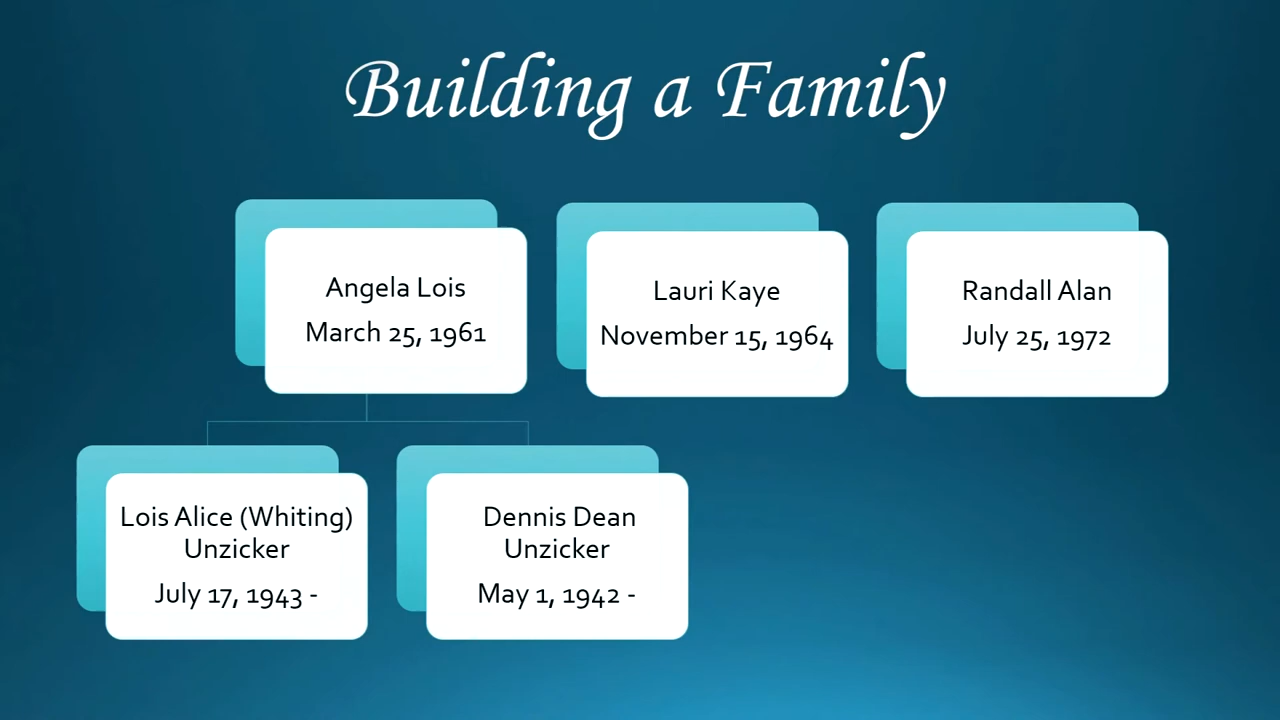 Building a Family
Angela Lois
March 25, 1961
Lauri Kaye
November 15, 1964
Randall Alan
July 25, 1972
Lois Alice (Whiting)
Unzicker
July 17, 1943 -
Dennis Dean
Unzicker
May 1, 1942 -